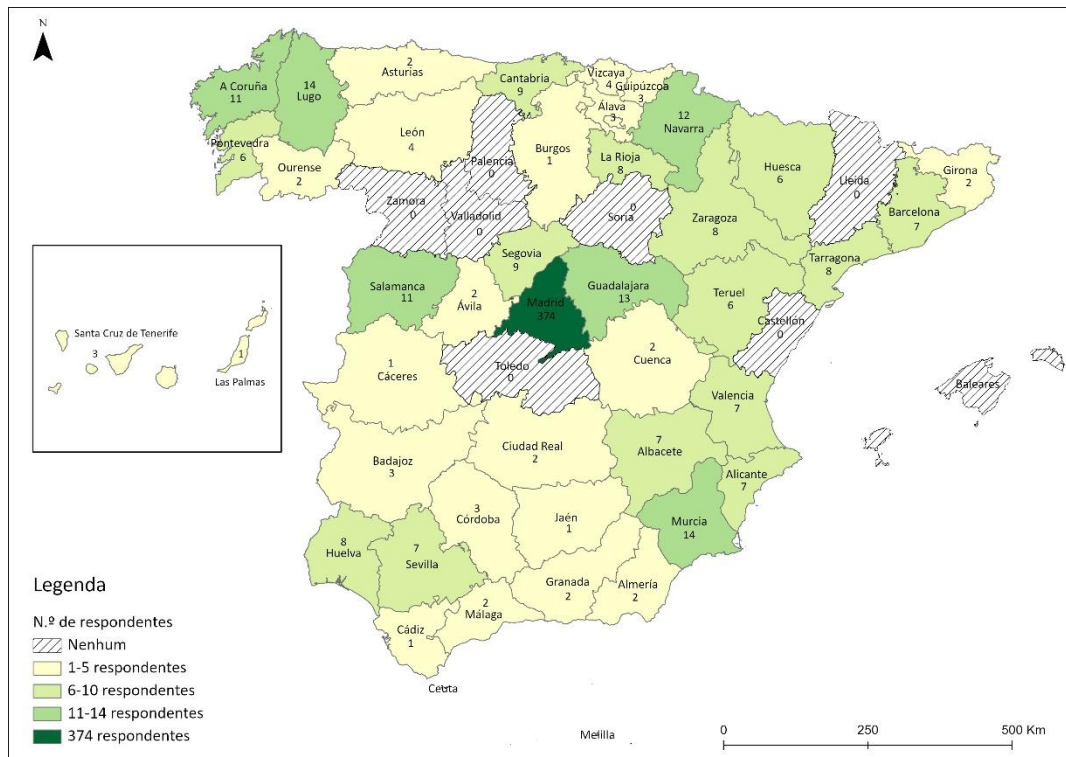 N
A Coruña
11
14
Lugo
2
Asturias
Cantabria
9
Vizcaya
4
Guipúzcoa
3
Álava
3
12
Navarra
Pontevedra
6
Ourense
2
León
4
Palencia
0
Burgos
1
La Rioja
8
Huesca
6
Lleida
0
Girona
2
Barcelona
7
Zamora
0
Valladolid
0
0
Soria
Zaragoza
8
Tarragona
8
Segovia
9
Salamanca
11
2
Ávila
Madrid
374
Guadalajara
13
Teruel
6
Castellón
0
Santa Cruz de Tenerife
3
1
Las Palmas
1
Cáceres
Toledo
0
2
Cuenca
Valencia
7
Baleares
Badajoz
3
Ciudad Real
2
7
Albacete
Alicante
7
3
Córdoba
Jaén
1
Murcia
14
8
Huelva
7
Sevilla
Granada
2
Almería
2
2
Málaga
Cádiz
1
Ceuta
Melilla
Legenda
N.º de respondentes
Nenhum
1-5 respondentes
6-10 respondentes
11-14 respondentes
374 respondentes
0 250 500 Km